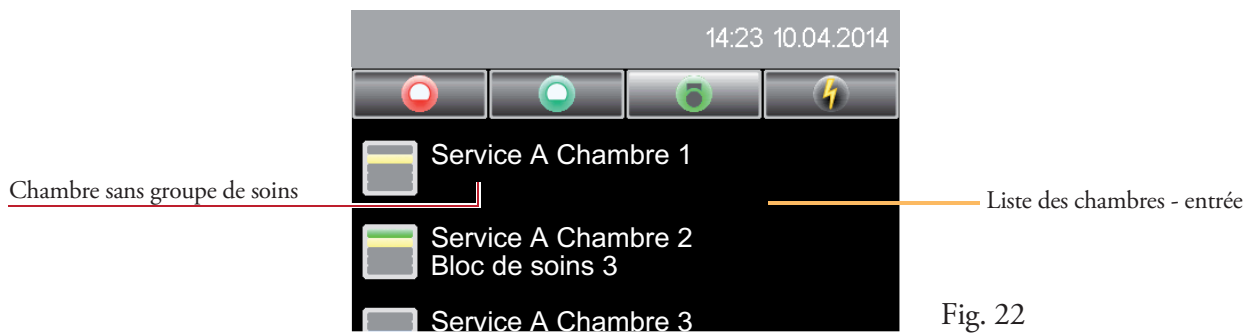 14:23 10.04.2014
Service A Chambre 1
Chambre sans groupe de soins
Liste des chambres - entrée
Service A Chambre 2
Bloc de soins 3
Service A Chambre 3
Fig. 22